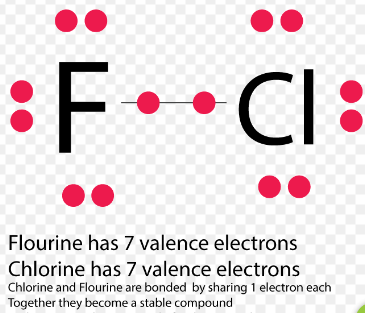 F Cl
Flourine has 7 valence electrons
Chlorine has 7 valence electrons
Chlorine and Flourine are bonded by sharing 1 electron each
Together they become a stable compound